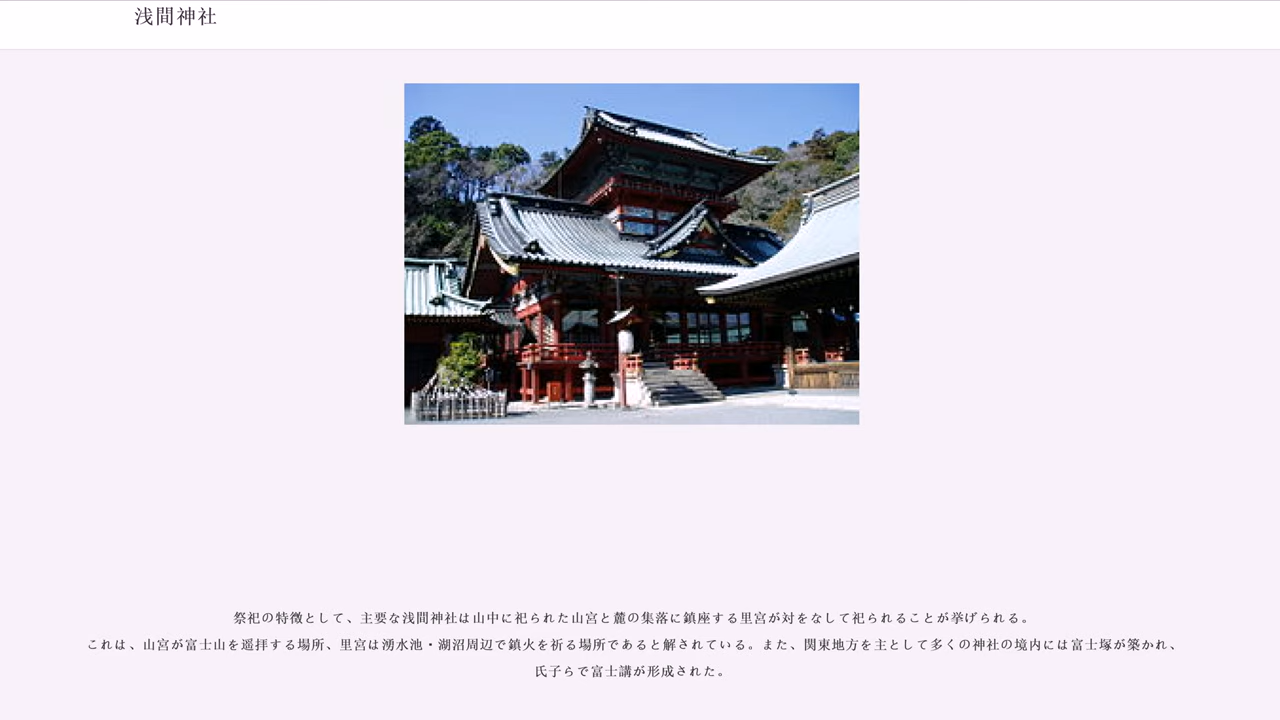 浅間神社
祭祀の特徴として、主要な浅間神社は山中に祀られた山宮と麓の集落に鎮座する里宮が対をなして祀られることが挙げられる。
これは、山宮が富士山を遥拝する場所、里宮は湧水池・湖沼周辺で鎮火を祈る場所であると解されている。また、関東地方を主として多くの神社の境内には富士塚が築かれ、
氏子らで富士講が形成された。